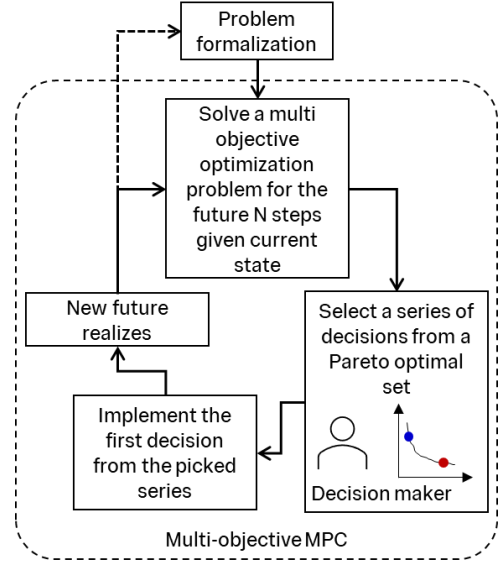 Problem
formalization
Solve a multi
objective
optimization
problem for the
future N steps
given current
state
New future
realizes
Select a series of
decisions from a
Pareto optimal
set
Implement the
first decision
from the picked
series
Decision maker
Multi-objective MPC